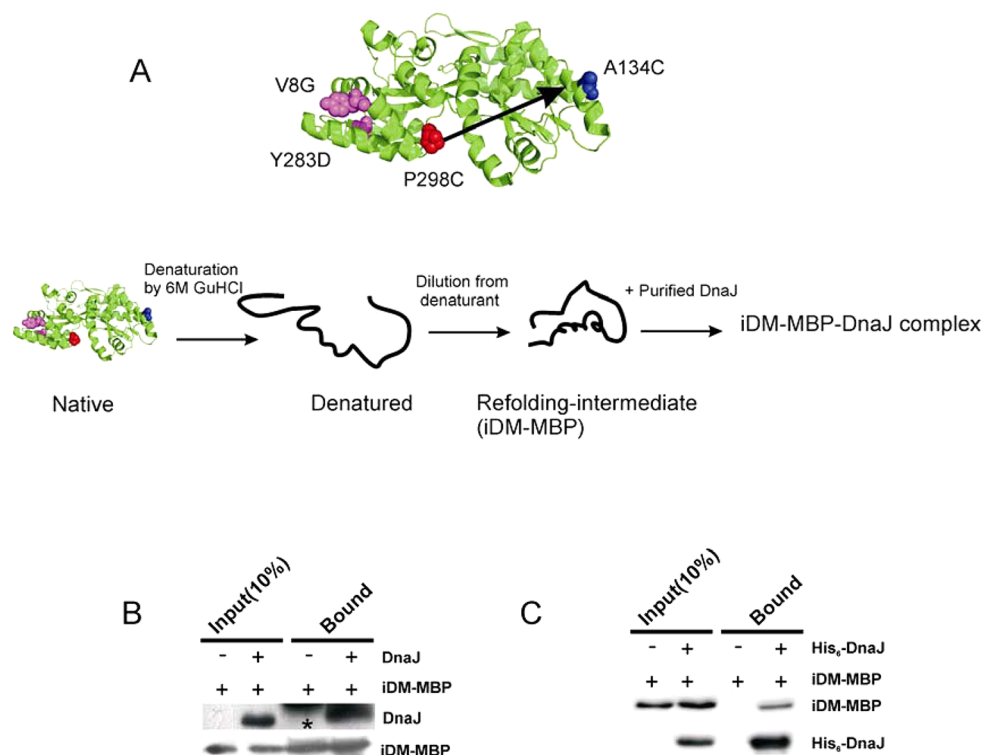 A
V8G
A134C
Y283D
P298C
Denaturation
by 6M GuHCl
Dilution from
denaturant
+ Purified DnaJ
iDM-MBP-DnaJ complex
Native
Denatured
Refolding-intermediate
(iDM-MBP)
B
Input(10%)
Bound
- + - + DnaJ
+ + + + iDM-MBP
DnaJ
*
iDM-MBP
C
Input(10%)
Bound
- + - + His₆-DnaJ
+ + + + iDM-MBP
iDM-MBP
His₆-DnaJ